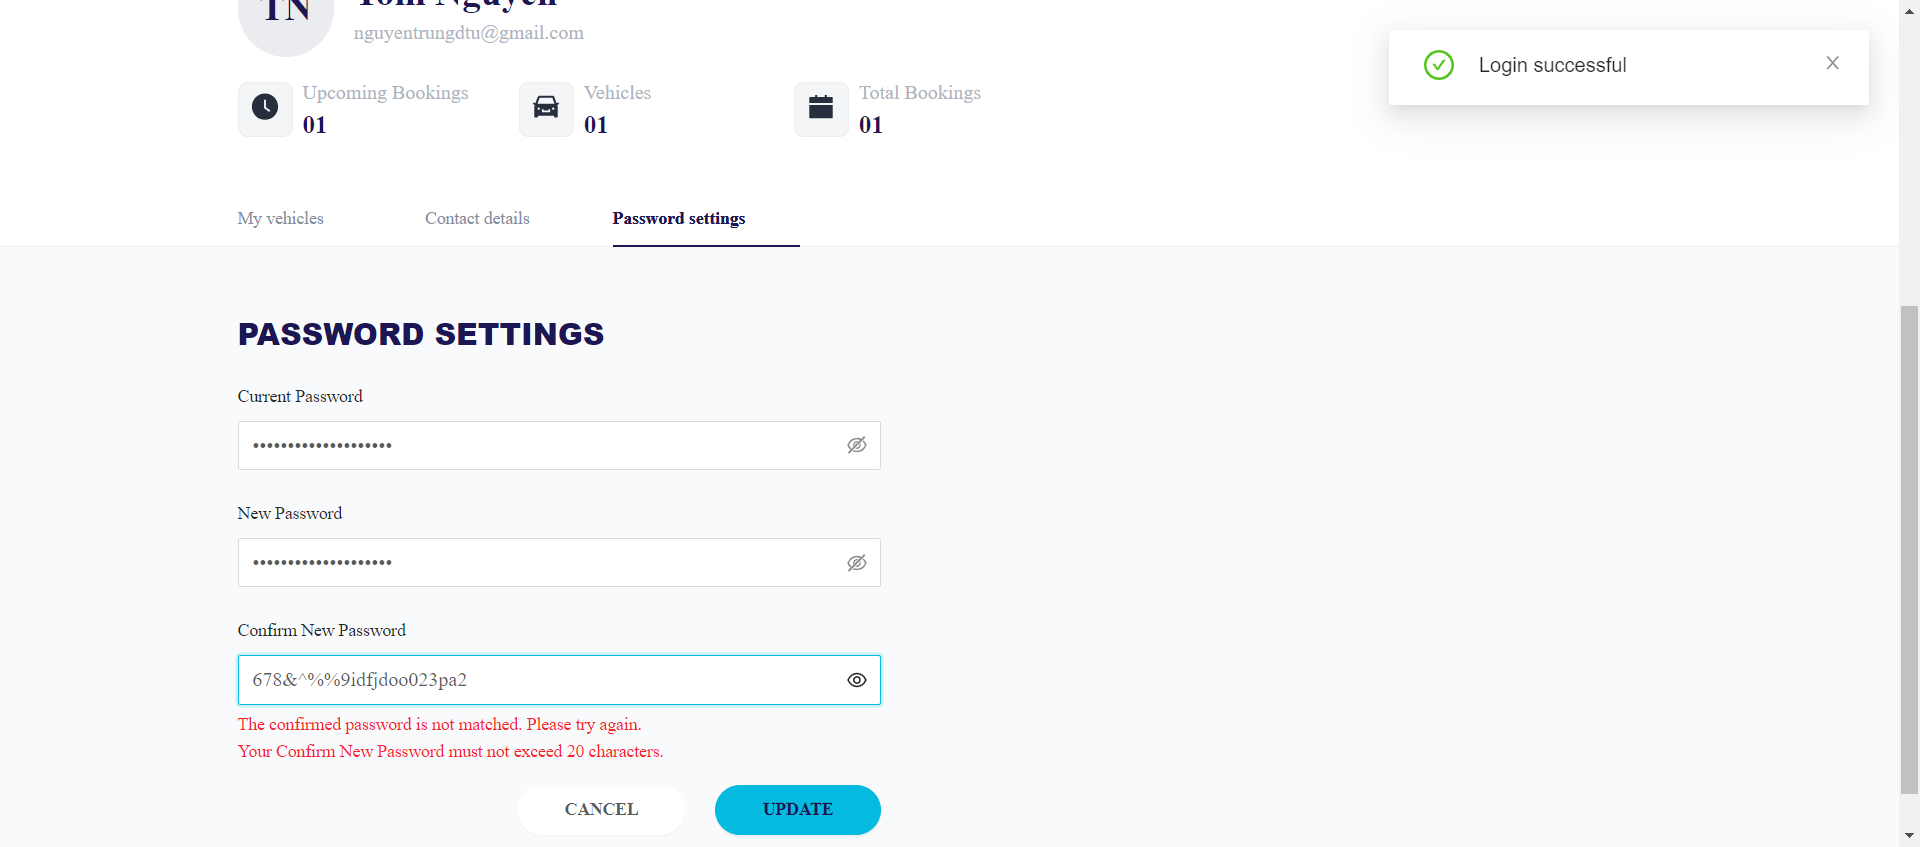 TN
Tom Nguyen
nguyentrungdtu@gmail.com
Login successful
Upcoming Bookings
01
Vehicles
01
Total Bookings
01
My vehicles
Contact details
Password settings
PASSWORD SETTINGS
Current Password
••••••••••••••••••••
New Password
••••••••••••••••••••
Confirm New Password
678&^%%9idfjdoo023pa2
The confirmed password is not matched. Please try again.
Your Confirm New Password must not exceed 20 characters.
CANCEL
UPDATE